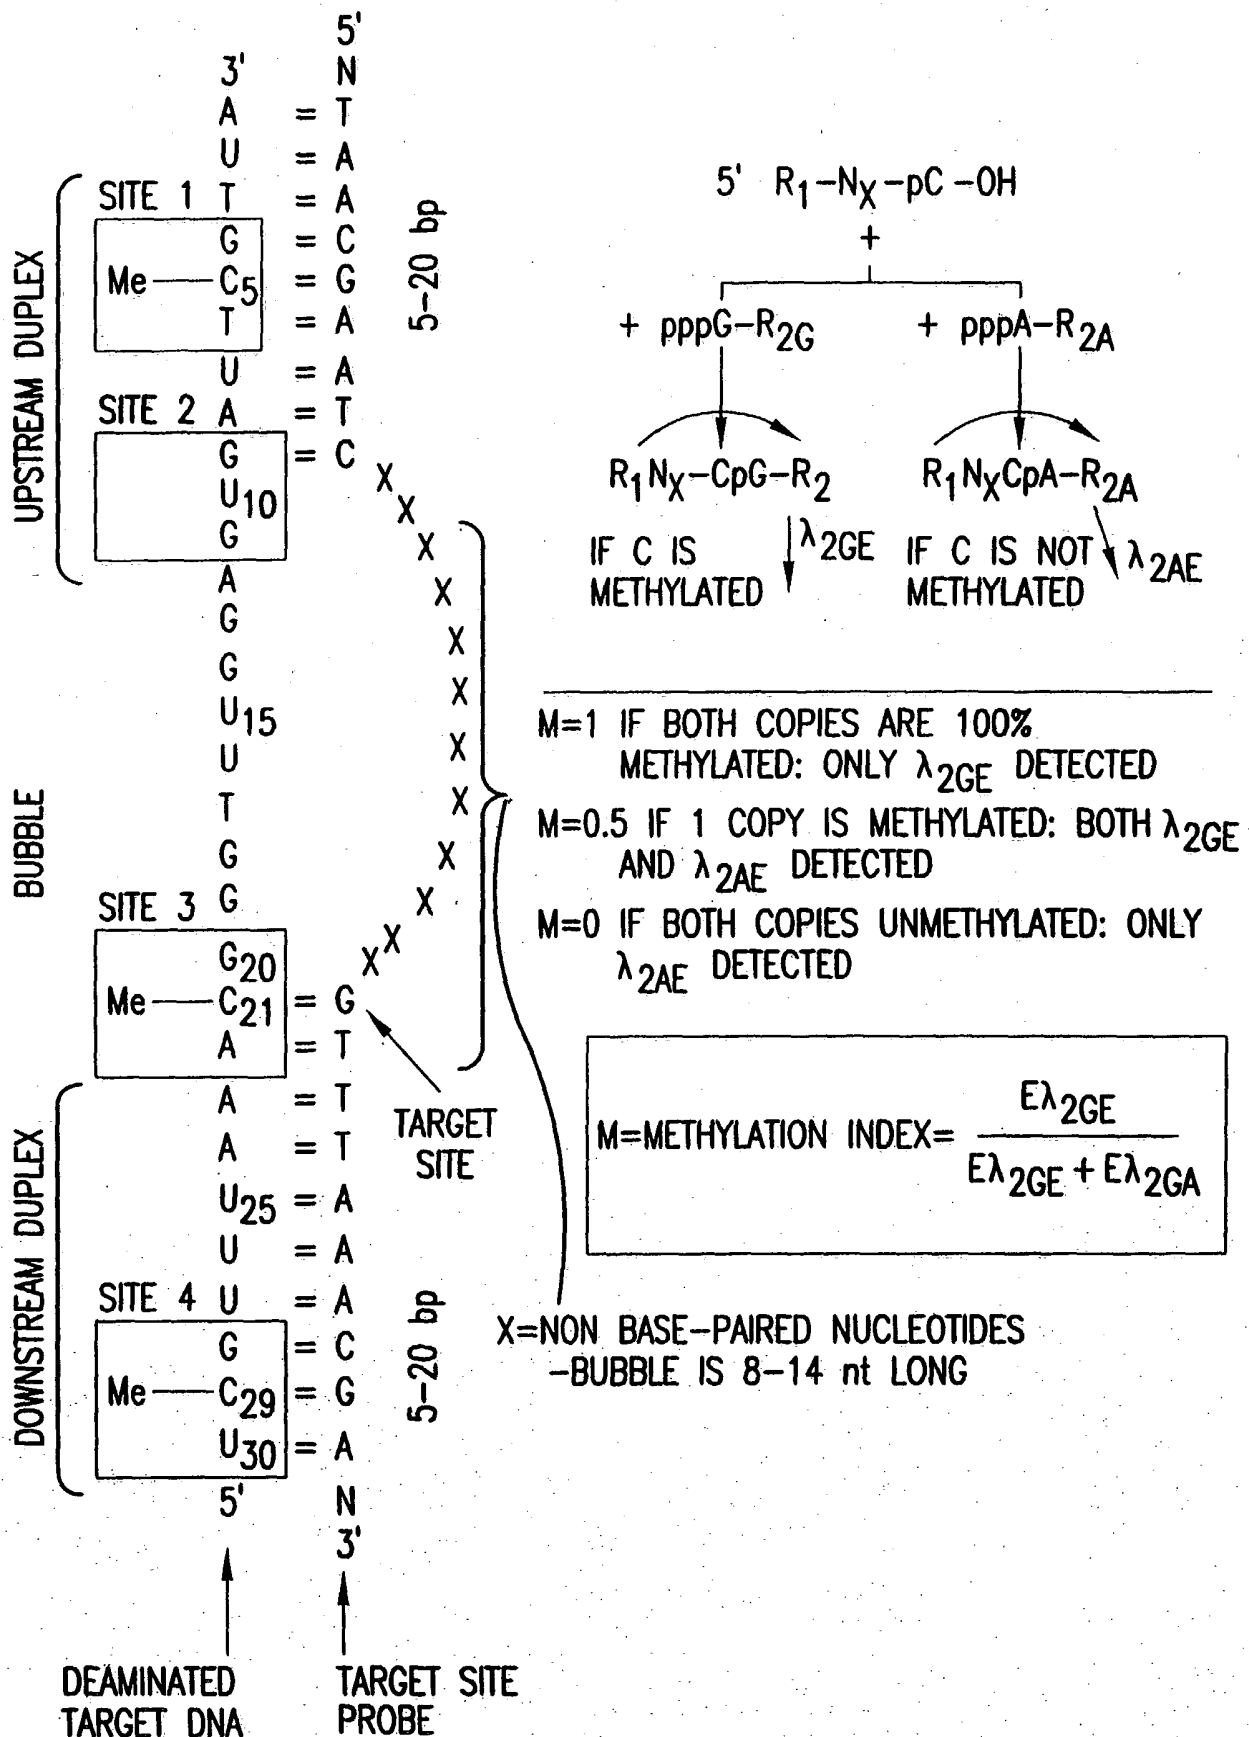 5'
3' N
A = T
U = A
SITE 1 T = A
G = C
Me — C5 = G
T = A
U = A
SITE 2 A = T
G = C
U10
G
A
G
G
U15
U
T
G
SITE 3 G
G20
Me — C21 = G
A = T
A = T
A = T
U25 = A
U = A
SITE 4 U = A
G = C
Me — C29 = G
U30 = A
5' N
3'
UPSTREAM DUPLEX
BUBBLE
DOWNSTREAM DUPLEX
5-20 bp
5-20 bp
X
X
X
X
X
X
X
X
X
X
X
X
TARGET
SITE
DEAMINATED
TARGET DNA
TARGET SITE
PROBE
5' R1-NX-pC-OH
+
+ pppG-R2G + pppA-R2A
R1NX-CpG-R2 R1NXCpA-R2A
IF C IS
METHYLATED
λ2GE
IF C IS NOT
METHYLATED
λ2AE
M=1 IF BOTH COPIES ARE 100%
METHYLATED: ONLY λ2GE DETECTED
M=0.5 IF 1 COPY IS METHYLATED: BOTH λ2GE
AND λ2AE DETECTED
M=0 IF BOTH COPIES UNMETHYLATED: ONLY
λ2AE DETECTED
Eλ2GE
M=METHYLATION INDEX=
Eλ2GE + Eλ2GA
X=NON BASE-PAIRED NUCLEOTIDES
-BUBBLE IS 8-14 nt LONG